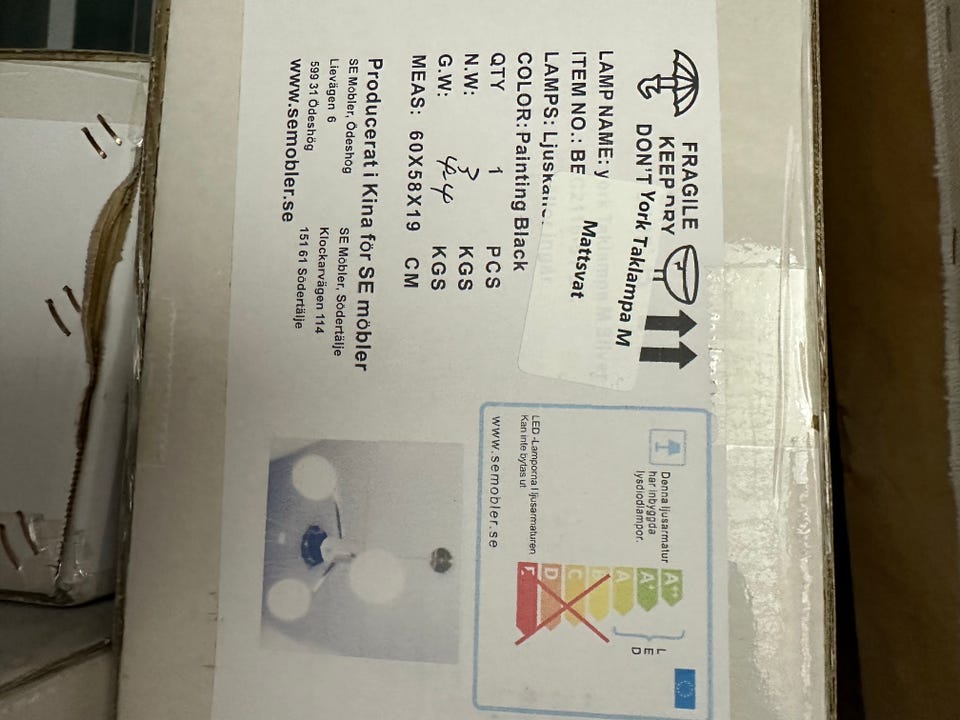 FRAGILE
KEEP DRY
DON'T
York Taklampa M
Mattsvat
LAMP NAME: y
ITEM NO.: BE
LAMPS: Ljuskällor
COLOR: Painting Black
QTY 1 PCS
N.W: 3 KGS
G.W: 4,4 KGS
MEAS: 60X58X19 CM
Producerat i Kina för SE möbler
SE Möbler, Ödeshög
Lievägen 6
599 31 Ödeshög
SE Möbler, Södertälje
Klockarvägen 114
151 61 Södertälje
www.semobler.se
Denna ljusarmatur
har inbyggda
lysdiodlampor.
A++
A+
A
B
C
D
E
LED
LED -Lamporna I ljusarmaturen
Kan inte bytas ut
www.semobler.se